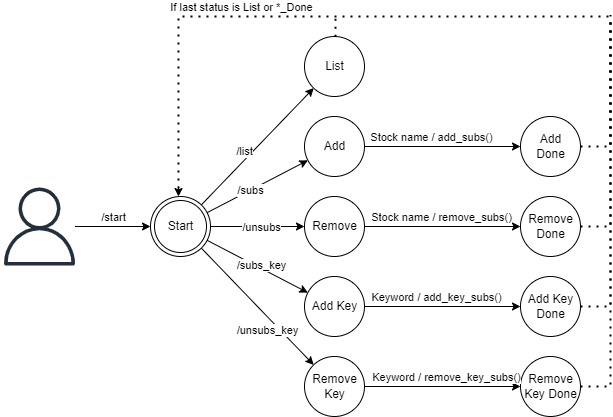 If last status is List or *_Done
List
/list
Add
Stock name / add_subs()
Add
Done
/subs
/start
Start
/unsubs
Remove
Stock name / remove_subs()
Remove
Done
/subs_key
Add Key
Keyword / add_key_subs()
Add Key
Done
/unsubs_key
Remove
Key
Keyword / remove_key_subs()
Remove
Key Done